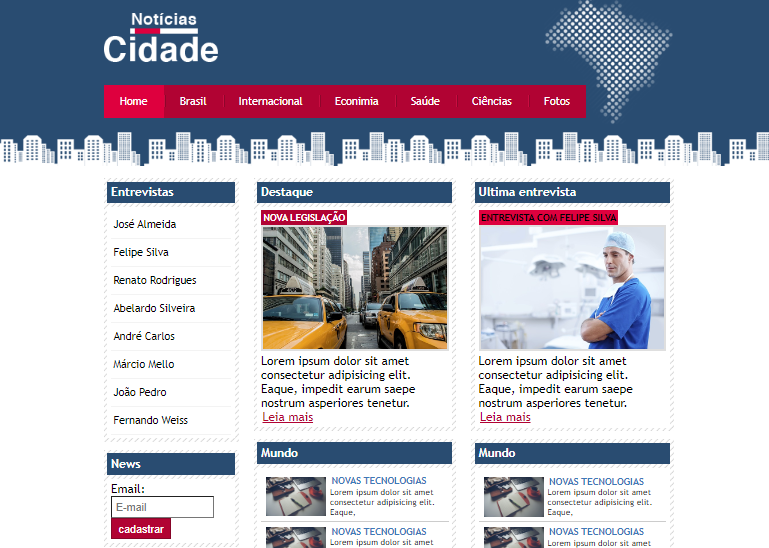 Notícias
Cidade
Home Brasil Internacional Econimia Saúde Ciências Fotos
Entrevistas
José Almeida
Felipe Silva
Renato Rodrigues
Abelardo Silveira
André Carlos
Márcio Mello
João Pedro
Fernando Weiss
News
Email:
E-mail
cadastrar
Destaque
NOVA LEGISLAÇÃO
Lorem ipsum dolor sit amet
consectetur adipisicing elit.
Eaque, impedit earum saepe
nostrum asperiores tenetur.
Leia mais
Ultima entrevista
ENTREVISTA COM FELIPE SILVA
Lorem ipsum dolor sit amet
consectetur adipisicing elit.
Eaque, impedit earum saepe
nostrum asperiores tenetur.
Leia mais
Mundo
NOVAS TECNOLOGIAS
Lorem ipsum dolor sit amet
consectetur adipisicing elit.
Eaque,
NOVAS TECNOLOGIAS
Lorem ipsum dolor sit amet
Mundo
NOVAS TECNOLOGIAS
Lorem ipsum dolor sit amet
consectetur adipisicing elit.
Eaque,
NOVAS TECNOLOGIAS
Lorem ipsum dolor sit amet